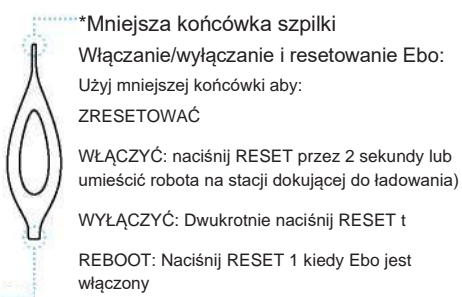 *Mniejsza końcówka szpilki
Włączanie/wyłączanie i resetowanie Ebo:
Użyj mniejszej końcówki aby:
ZRESETOWAĆ
WŁĄCZYĆ: naciśnij RESET przez 2 sekundy lub
umieścić robota na stacji dokującej do ładowania)
WYŁĄCZYĆ: Dwukrotnie naciśnij RESET t
REBOOT: Naciśnij RESET 1 kiedy Ebo jest
włączony